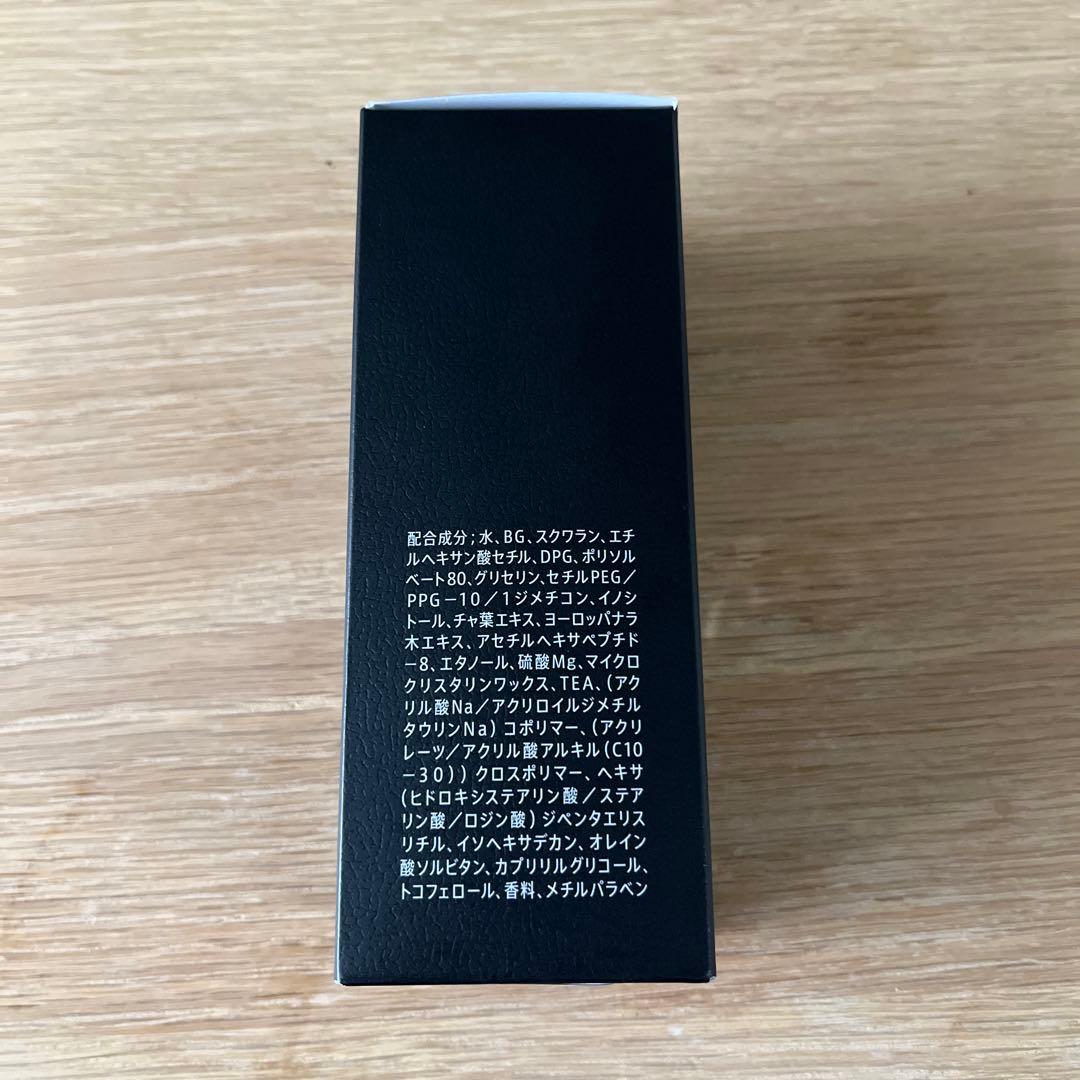 配合成分;水、BG、スクワラン、エチ
ルヘキサン酸セチル、DPG、ポリソル
ベート80、グリセリン、セチルPEG/
PPG-10/1ジメチコン、イノシ
トール、チャ葉エキス、ヨーロッパナラ
木エキス、アセチルヘキサペプチド
-8、エタノール、硫酸Mg、マイクロ
クリスタリンワックス、TEA、(アク
リル酸Na/アクリロイルジメチル
タウリンNa)コポリマー、(アクリ
レーツ/アクリル酸アルキル(C10
-30))クロスポリマー、ヘキサ
(ヒドロキシステアリン酸/ステア
リン酸/ロジン酸)ジペンタエリス
リチル、イソヘキサデカン、オレイン
酸ソルビタン、カプリリルグリコール、
トコフェロール、香料、メチルパラベン